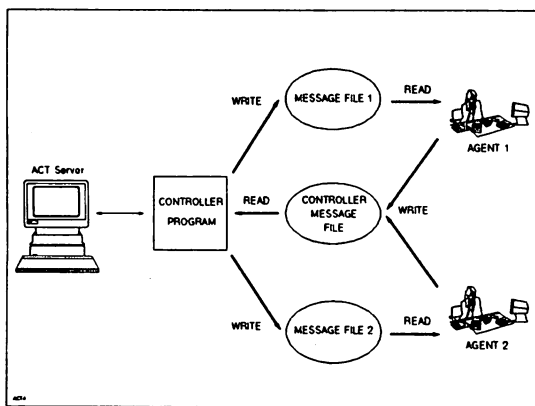 MESSAGE FILE 1
READ
WRITE
AGENT 1
ACT Server
CONTROLLER
PROGRAM
READ
CONTROLLER
MESSAGE
FILE
WRITE
WRITE
MESSAGE FILE 2
READ
AGENT 2